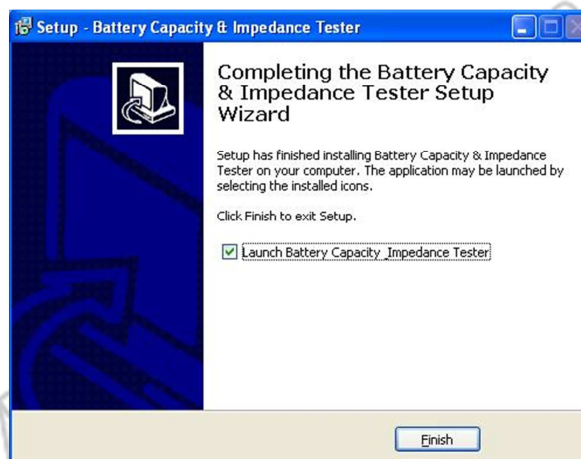 Setup - Battery Capacity & Impedance Tester
Completing the Battery Capacity
& Impedance Tester Setup
Wizard
Setup has finished installing Battery Capacity & Impedance
Tester on your computer. The application may be launched by
selecting the installed icons.
Click Finish to exit Setup.
Launch Battery Capacity _Impedance Tester
Finish